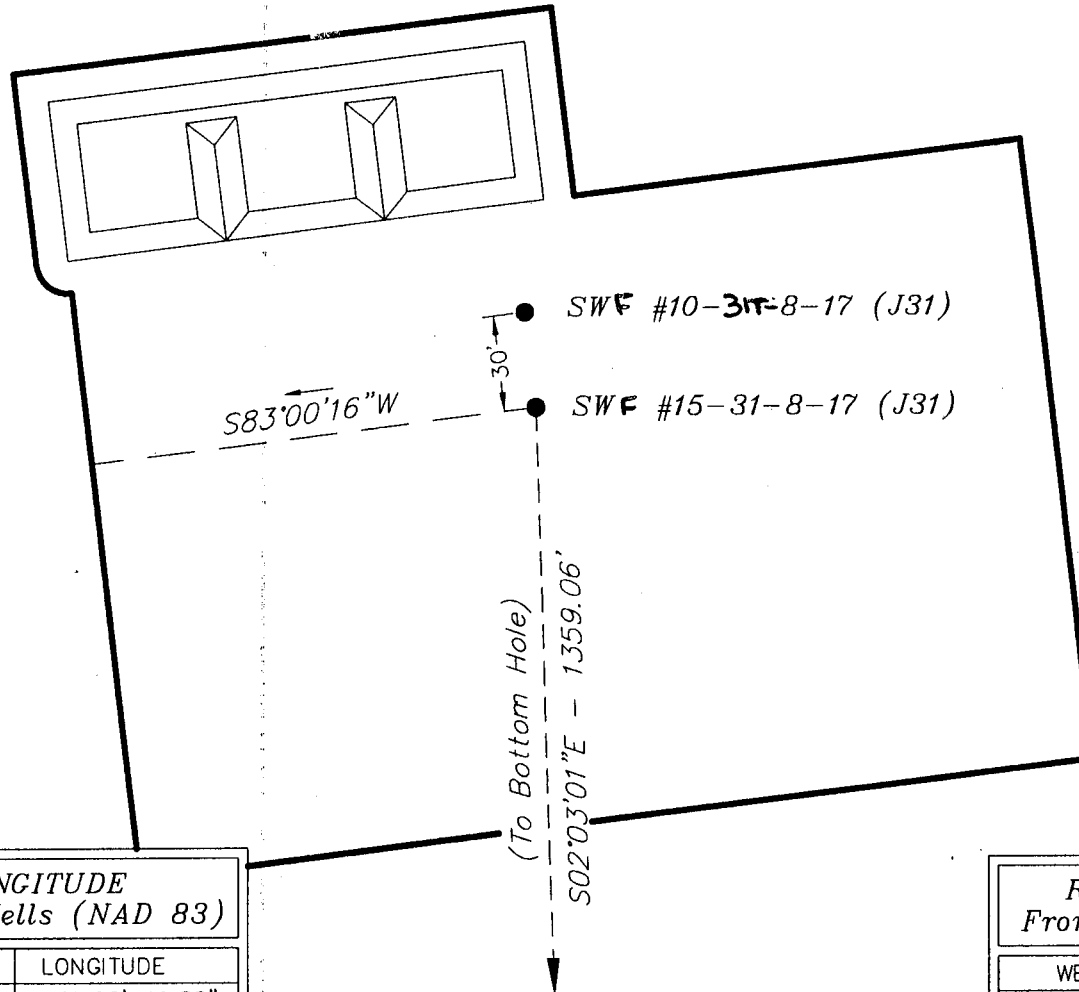 SWF #10-31T-8-17 (J31)
30'
SWF #15-31-8-17 (J31)
S83°00'16"W
(To Bottom Hole)
S02°03'01"E - 1359.06'
NGITUDE
ells (NAD 83)
LONGITUDE
Fron
WE